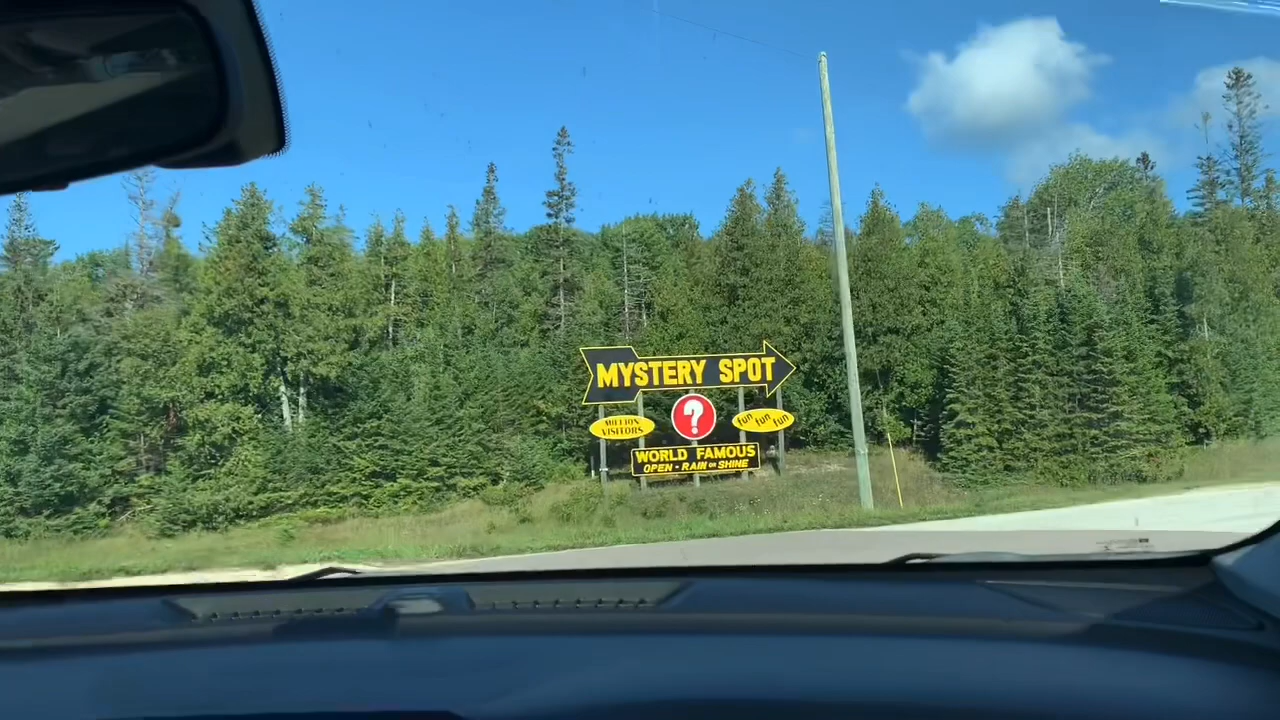 MYSTERY SPOT
MILLION
VISITORS
?
fun fun fun
WORLD FAMOUS
OPEN - RAIN OR SHINE